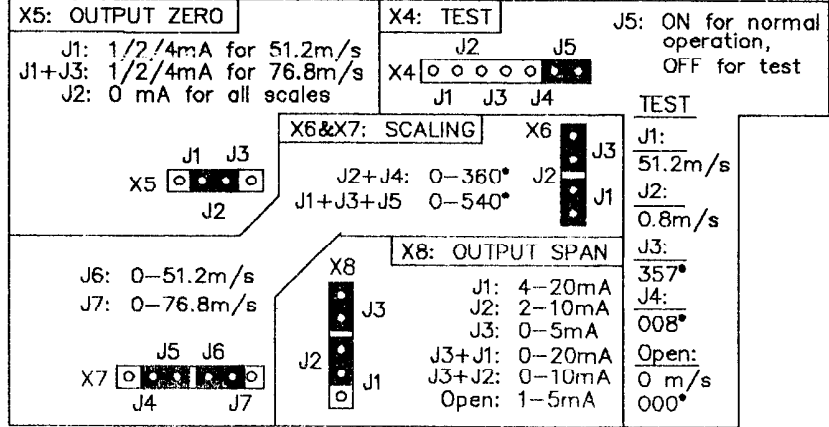 X5: OUTPUT ZERO
J1: 1/2/4mA for 51.2m/s
J1+J3: 1/2/4mA for 76.8m/s
J2: 0 mA for all scales
J1 J3
X5
J2
X4: TEST
J2 J5
X4
J1 J3 J4
J5: ON for normal
operation,
OFF for test
X6&X7: SCALING
X6
J3
J2+J4: 0-360°
J2
J1+J3+J5 0-540°
J1
TEST
J1:
51.2m/s
J2:
0.8m/s
J3:
357°
J4:
008°
Open:
0 m/s
000°
J6: 0-51.2m/s
J7: 0-76.8m/s
J5 J6
X7
J4 J7
X8: OUTPUT SPAN
X8
J3
J2
J1
J1: 4-20mA
J2: 2-10mA
J3: 0-5mA
J3+J1: 0-20mA
J3+J2: 0-10mA
Open: 1-5mA